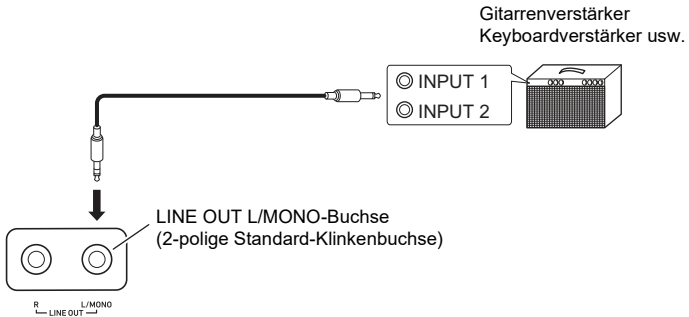 Gitarrenverstärker
Keyboardverstärker usw.
INPUT 1
INPUT 2
LINE OUT L/MONO-Buchse
(2-polige Standard-Klinkenbuchse)
R L/MONO
LINE OUT